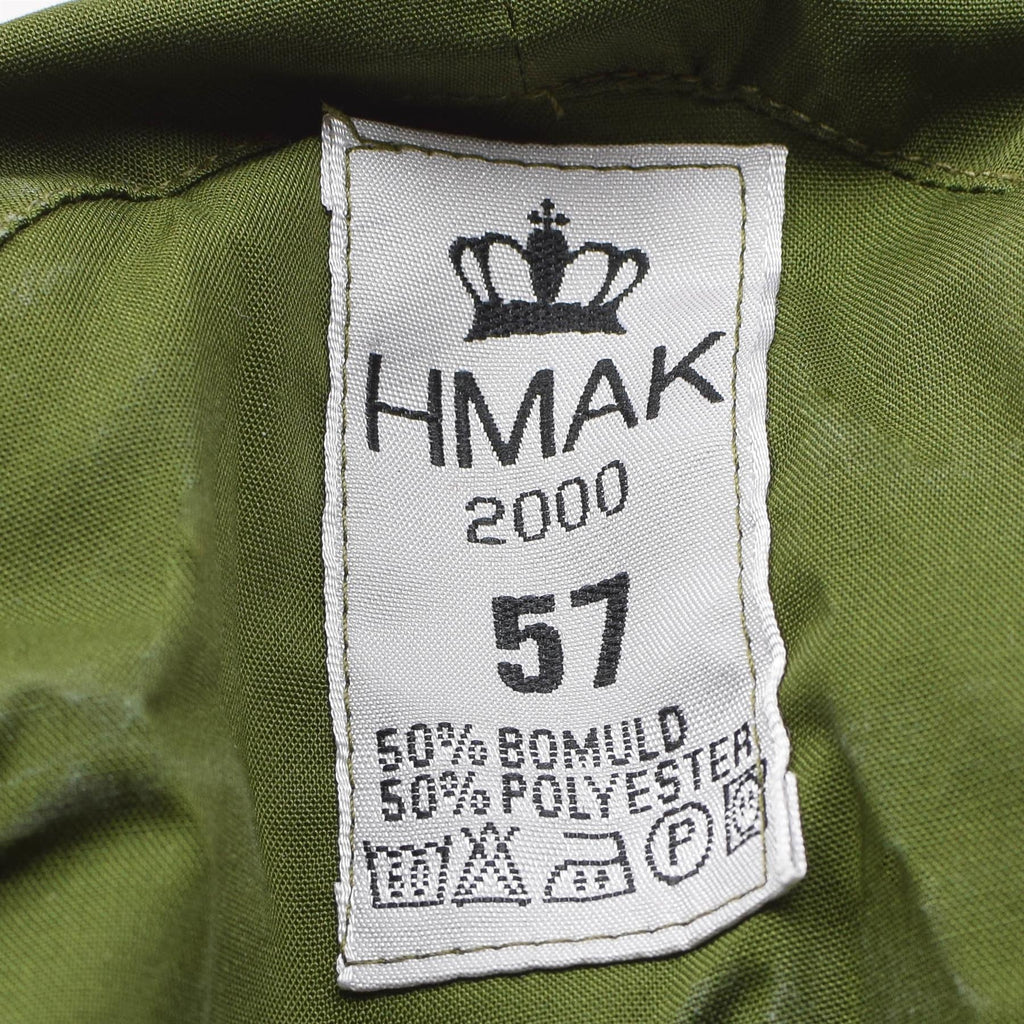 HMAK
2000
57
50% BOMULD
50% POLYESTER
P